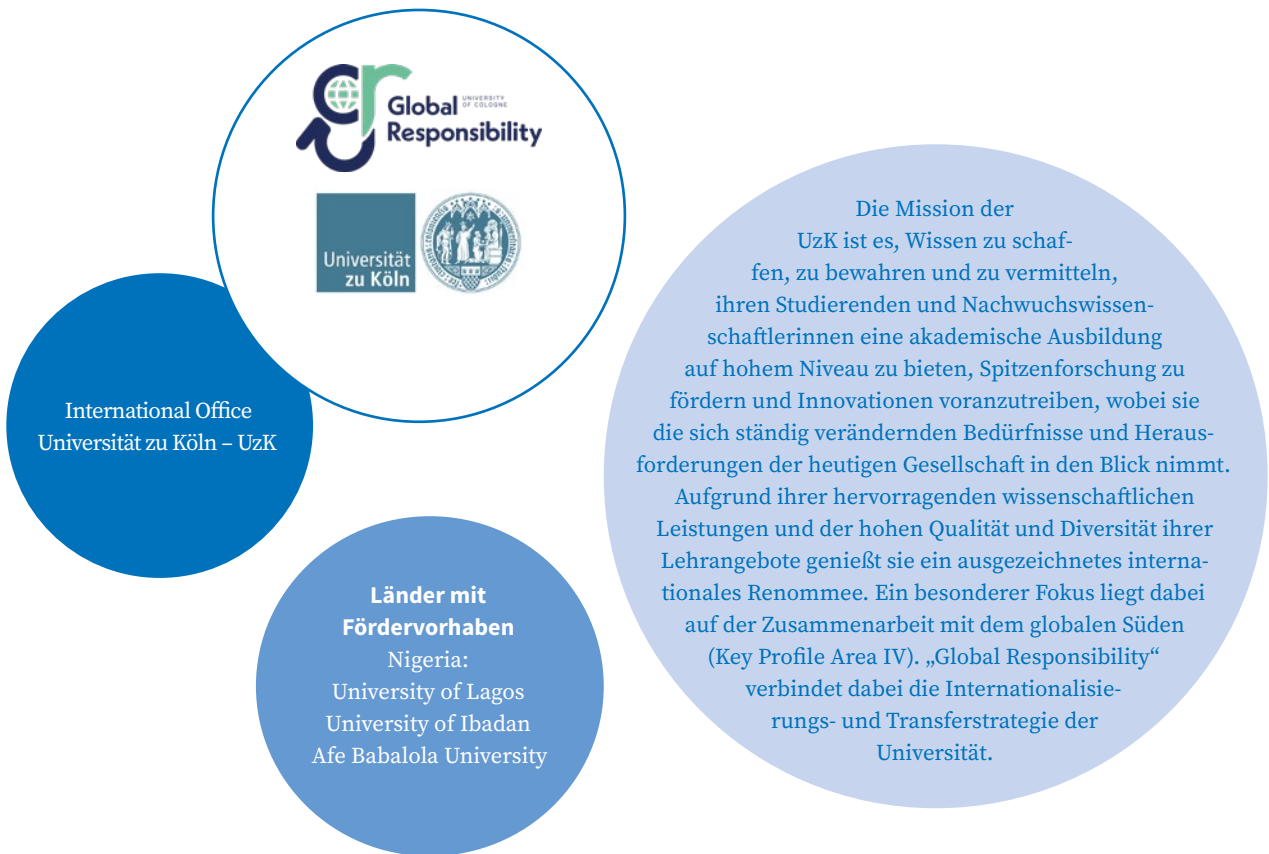 Global UNIVERSITY OF COLOGNE
Responsibility
Universität
zu Köln
International Office
Universität zu Köln – UzK
Länder mit
Fördervorhaben
Nigeria:
University of Lagos
University of Ibadan
Afe Babalola University
Die Mission der
UzK ist es, Wissen zu schaf-
fen, zu bewahren und zu vermitteln,
ihren Studierenden und Nachwuchswissen-
schaftlerinnen eine akademische Ausbildung
auf hohem Niveau zu bieten, Spitzenforschung zu
fördern und Innovationen voranzutreiben, wobei sie
die sich ständig verändernden Bedürfnisse und Heraus-
forderungen der heutigen Gesellschaft in den Blick nimmt.
Aufgrund ihrer hervorragenden wissenschaftlichen
Leistungen und der hohen Qualität und Diversität ihrer
Lehrangebote genießt sie ein ausgezeichnetes interna-
tionales Renommee. Ein besonderer Fokus liegt dabei
auf der Zusammenarbeit mit dem globalen Süden
(Key Profile Area IV). „Global Responsibility“
verbindet dabei die Internationalisie-
rungs- und Transferstrategie der
Universität.